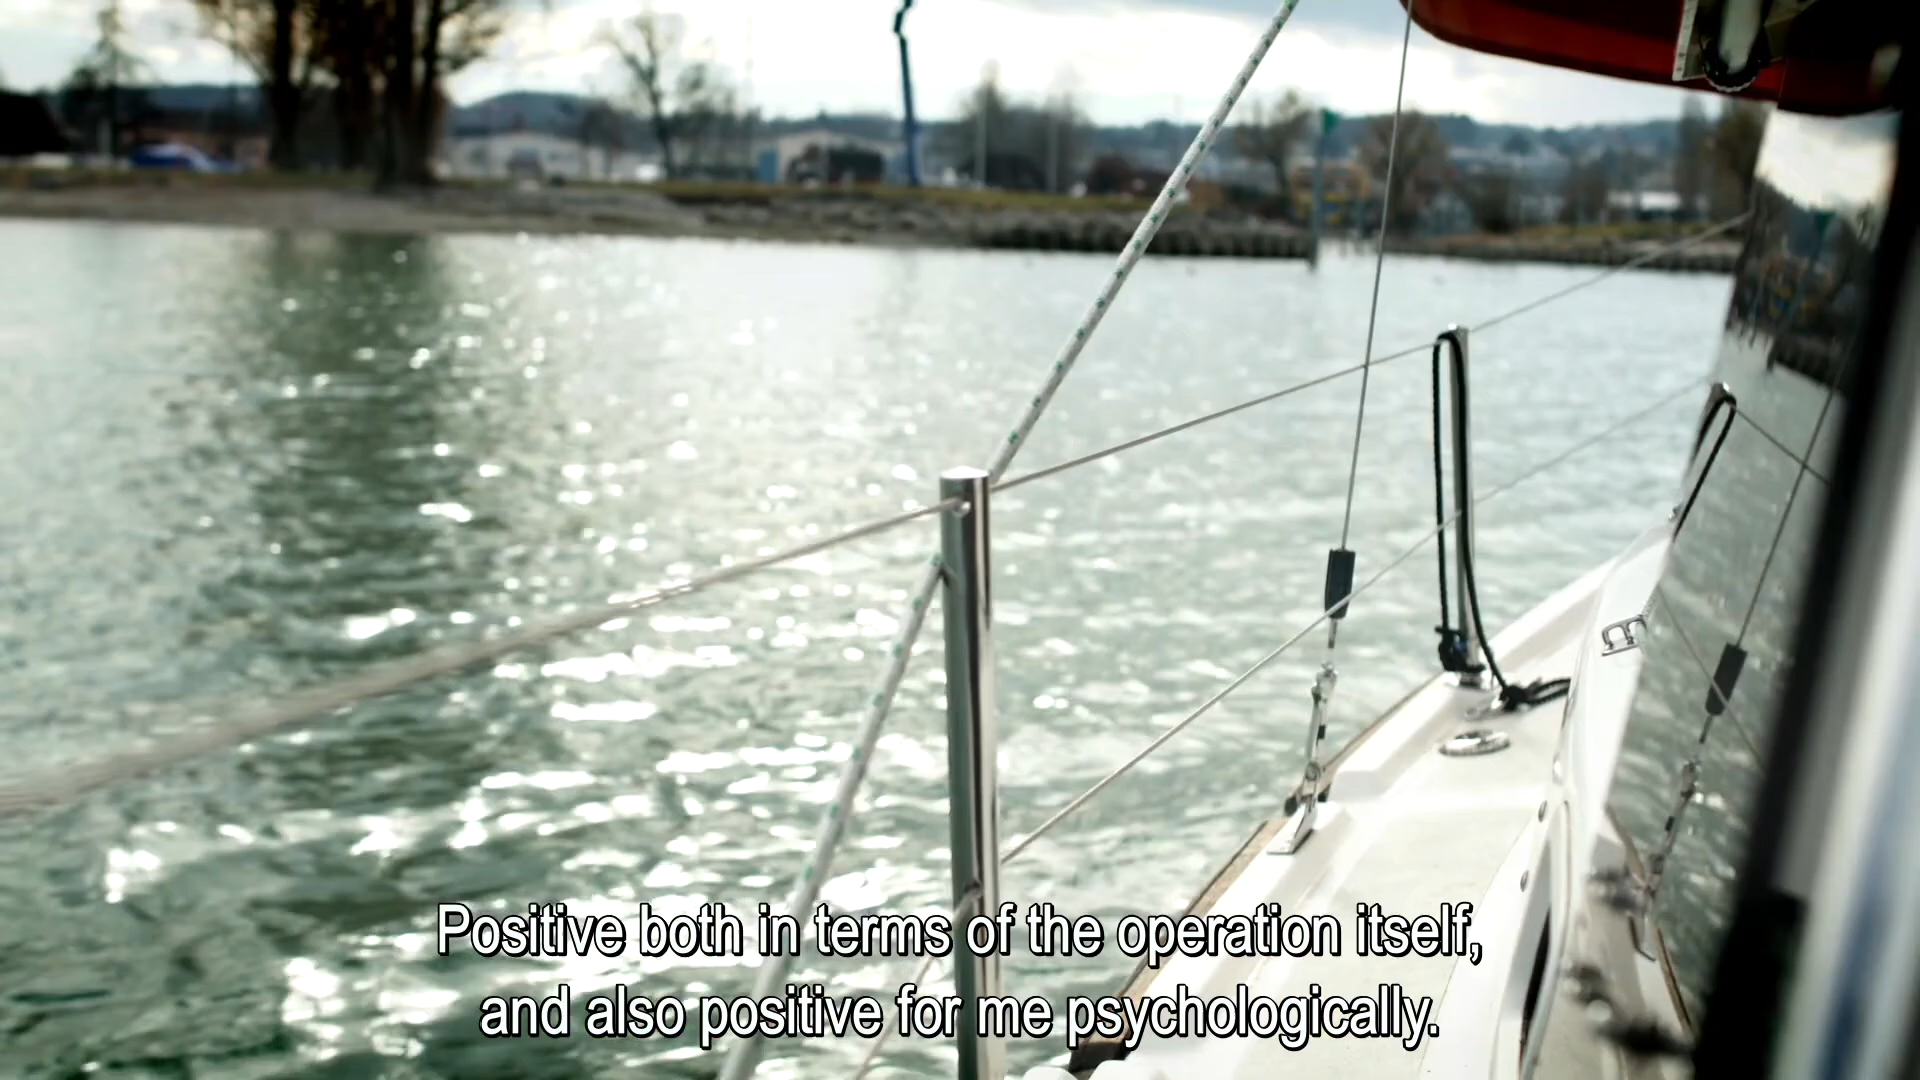 Positive both in terms of the operation itself,
and also positive for me psychologically.